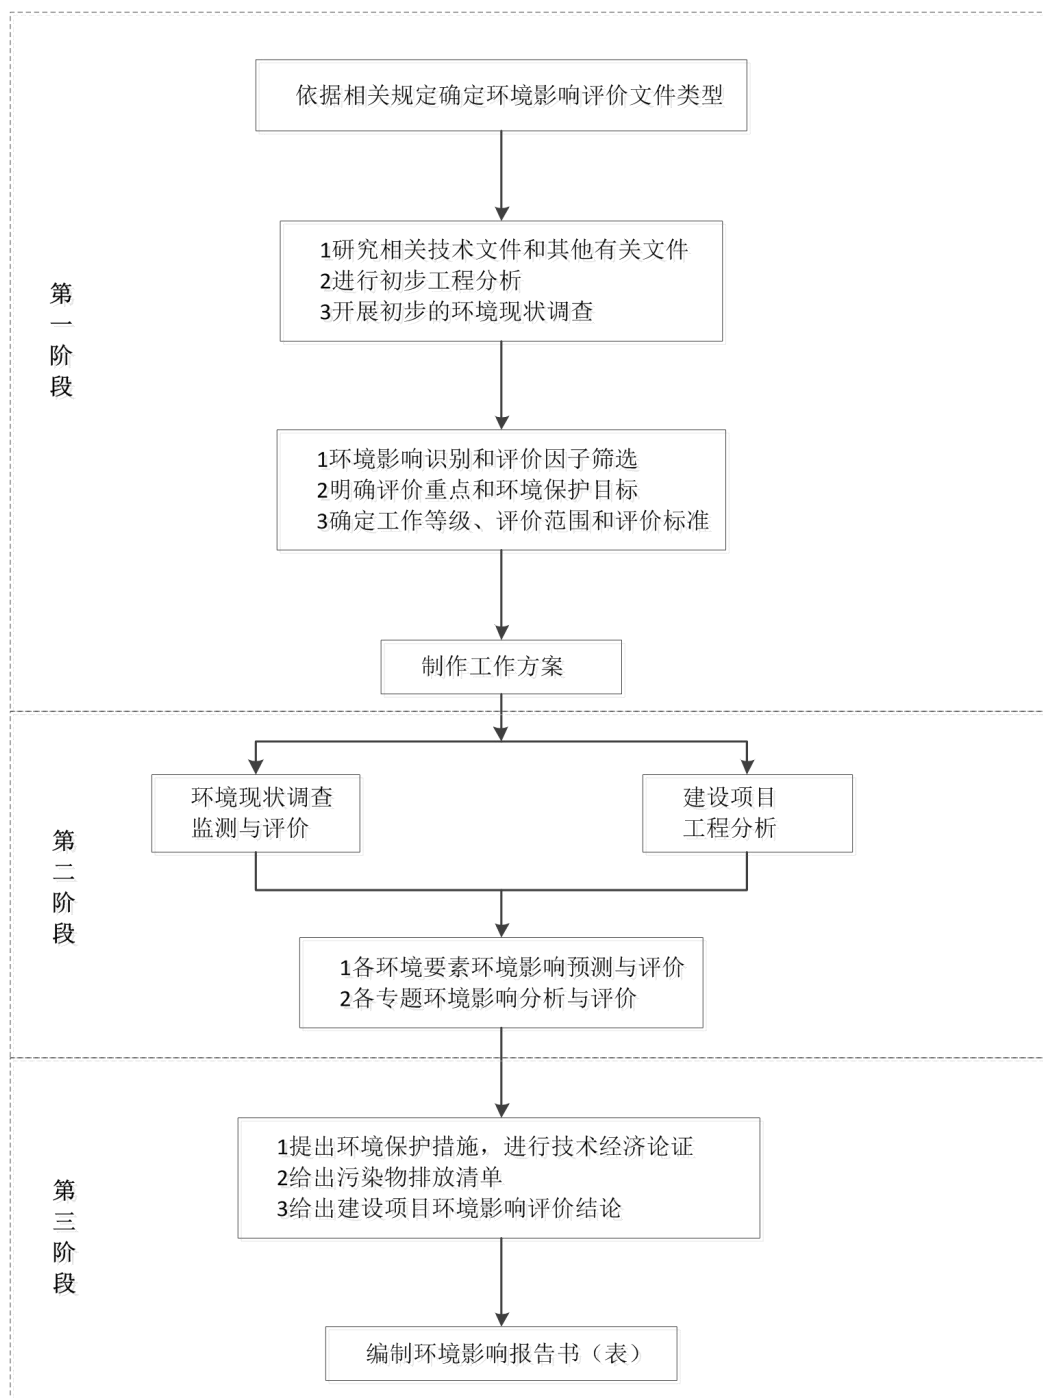 依据相关规定确定环境影响评价文件类型
1研究相关技术文件和其他有关文件
2进行初步工程分析
3开展初步的环境现状调查
第一阶段
1环境影响识别和评价因子筛选
2明确评价重点和环境保护目标
3确定工作等级、评价范围和评价标准
制作工作方案
环境现状调查
监测与评价
建设项目
工程分析
第二阶段
1各环境要素环境影响预测与评价
2各专题环境影响分析与评价
1提出环境保护措施，进行技术经济论证
2给出污染物排放清单
3给出建设项目环境影响评价结论
第三阶段
编制环境影响报告书（表）